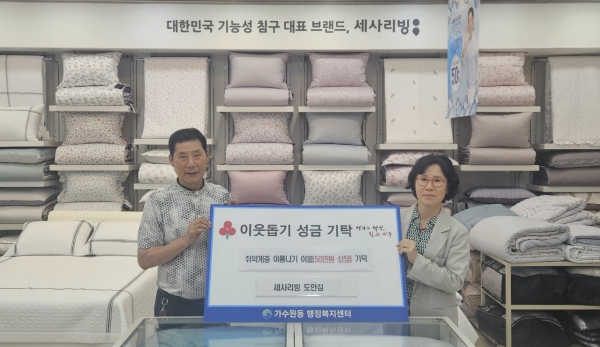 대한민국 기능성 침구 대표 브랜드, 세사리빙
50%
이웃돕기 성금 기탁
취약계층 여름나기 이불(50만원 상당) 기탁
세사리빙 도안점
가수원동 행정복지센터